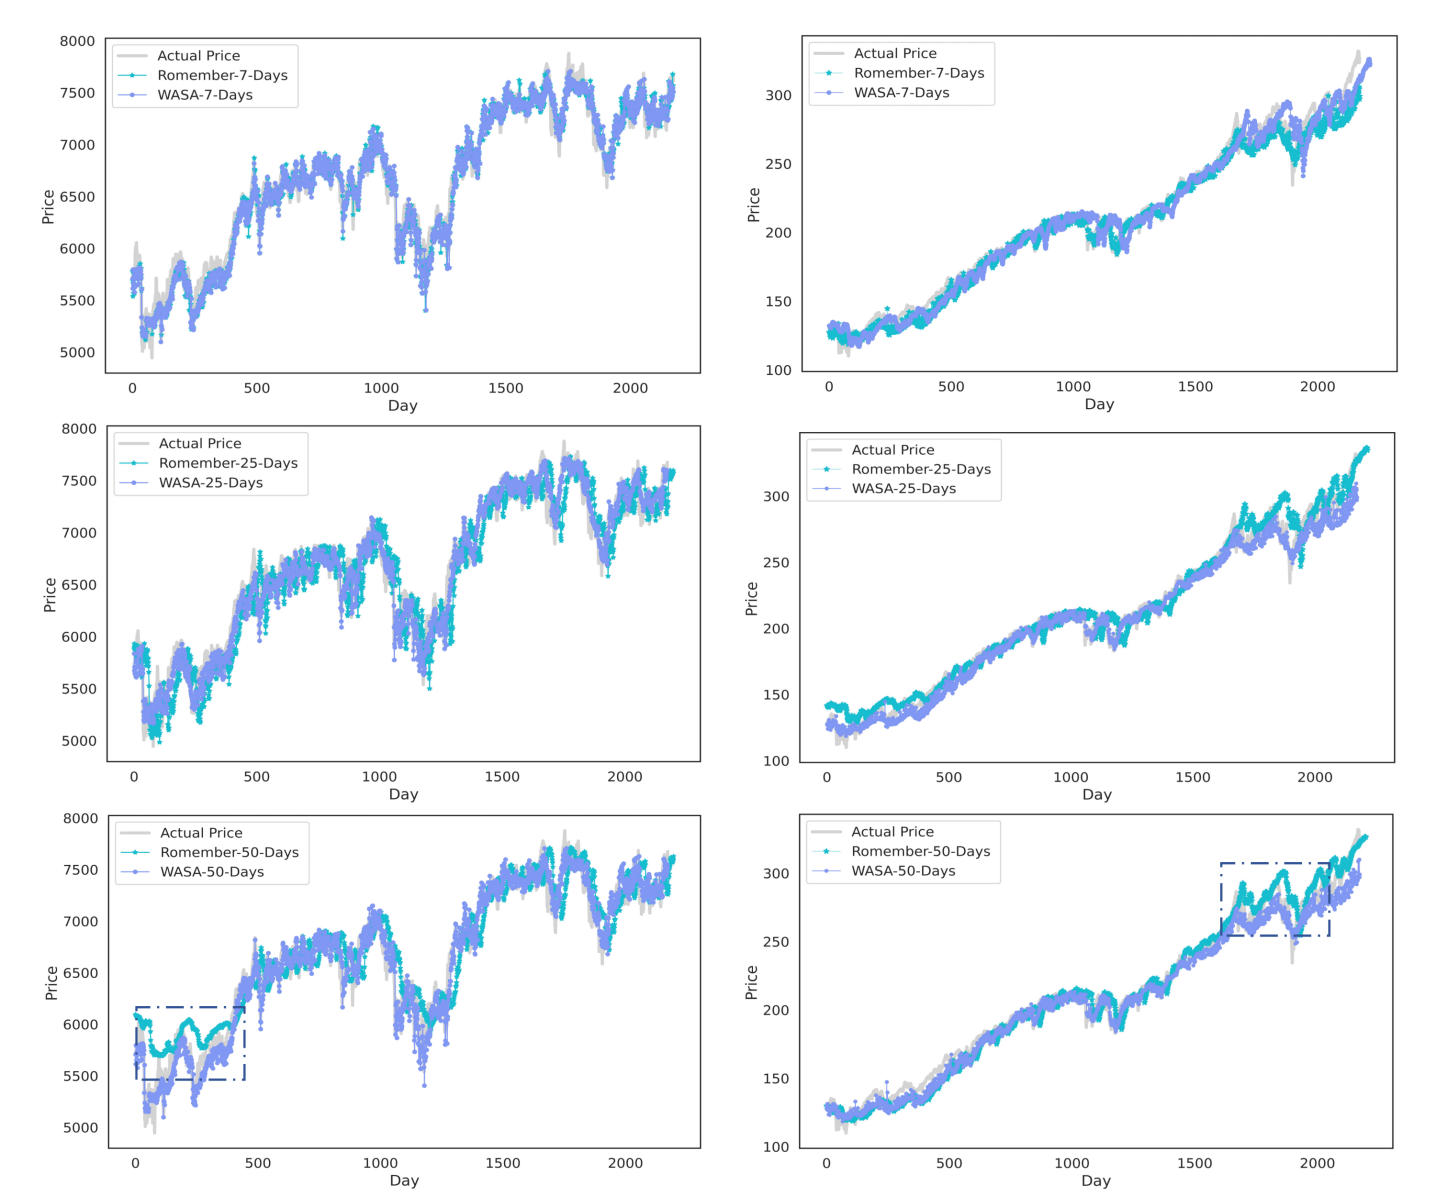 8000
7500
7000
6500
6000
5500
5000
Price
Actual Price
Romember-7-Days
WASA-7-Days
0 500 1000 1500 2000
Day
300
250
200
150
100
Price
Actual Price
Romember-7-Days
WASA-7-Days
0 500 1000 1500 2000
Day
8000
7500
7000
6500
6000
5500
5000
Price
Actual Price
Romember-25-Days
WASA-25-Days
0 500 1000 1500 2000
Day
300
250
200
150
100
Price
Actual Price
Romember-25-Days
WASA-25-Days
0 500 1000 1500 2000
Day
8000
7500
7000
6500
6000
5500
5000
Price
Actual Price
Romember-50-Days
WASA-50-Days
0 500 1000 1500 2000
Day
300
250
200
150
100
Price
Actual Price
Romember-50-Days
WASA-50-Days
0 500 1000 1500 2000
Day